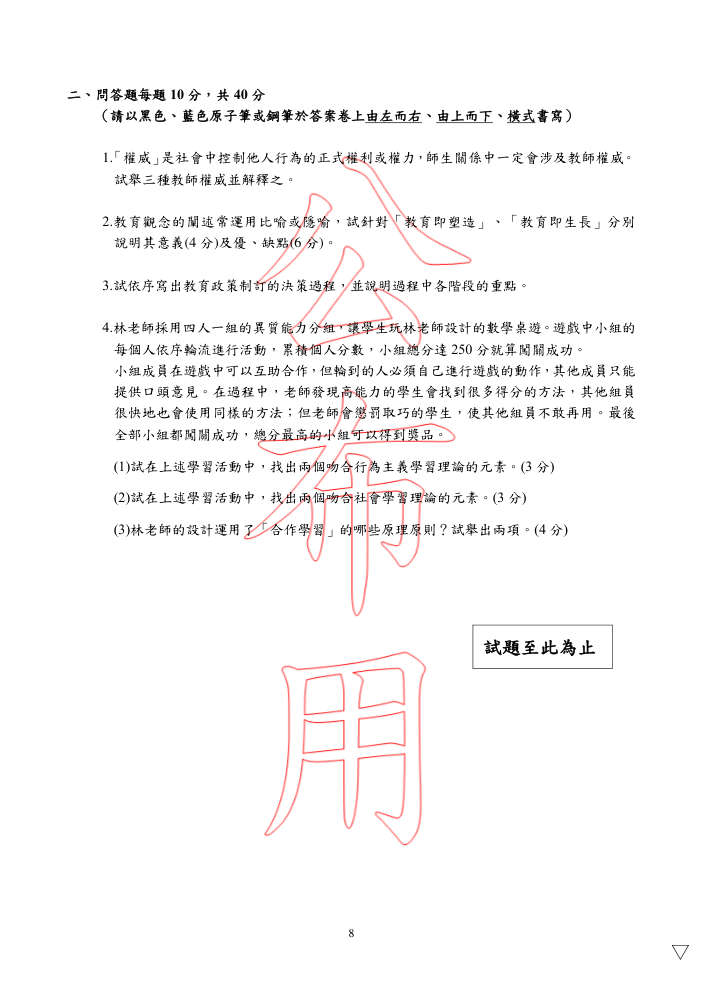 二、問答題每題 10 分，共 40 分
（請以黑色、藍色原子筆或鋼筆於答案卷上由左而右、由上而下、橫式書寫）
1.「權威」是社會中控制他人行為的正式權利或權力，師生關係中一定會涉及教師權威。
試舉三種教師權威並解釋之。
2.教育觀念的闡述常運用比喻或隱喻，試針對「教育即塑造」、「教育即生長」分別
說明其意義(4 分)及優、缺點(6 分)。
3.試依序寫出教育政策制訂的決策過程，並說明過程中各階段的重點。
4.林老師採用四人一組的異質能力分組，讓學生玩林老師設計的數學桌遊。遊戲中小組的
每個人依序輪流進行活動，累積個人分數，小組總分達 250 分就算闖關成功。
小組成員在遊戲中可以互助合作，但輪到的人必須自己進行遊戲的動作，其他成員只能
提供口頭意見。在過程中，老師發現高能力的學生會找到很多得分的方法，其他組員
很快地也會使用同樣的方法；但老師會懲罰取巧的學生，使其他組員不敢再用。最後
全部小組都闖關成功，總分最高的小組可以得到獎品。
(1)試在上述學習活動中，找出兩個吻合行為主義學習理論的元素。(3 分)
(2)試在上述學習活動中，找出兩個吻合社會學習理論的元素。(3 分)
(3)林老師的設計運用了「合作學習」的哪些原理原則？試舉出兩項。(4 分)
試題至此為止
公布用
8